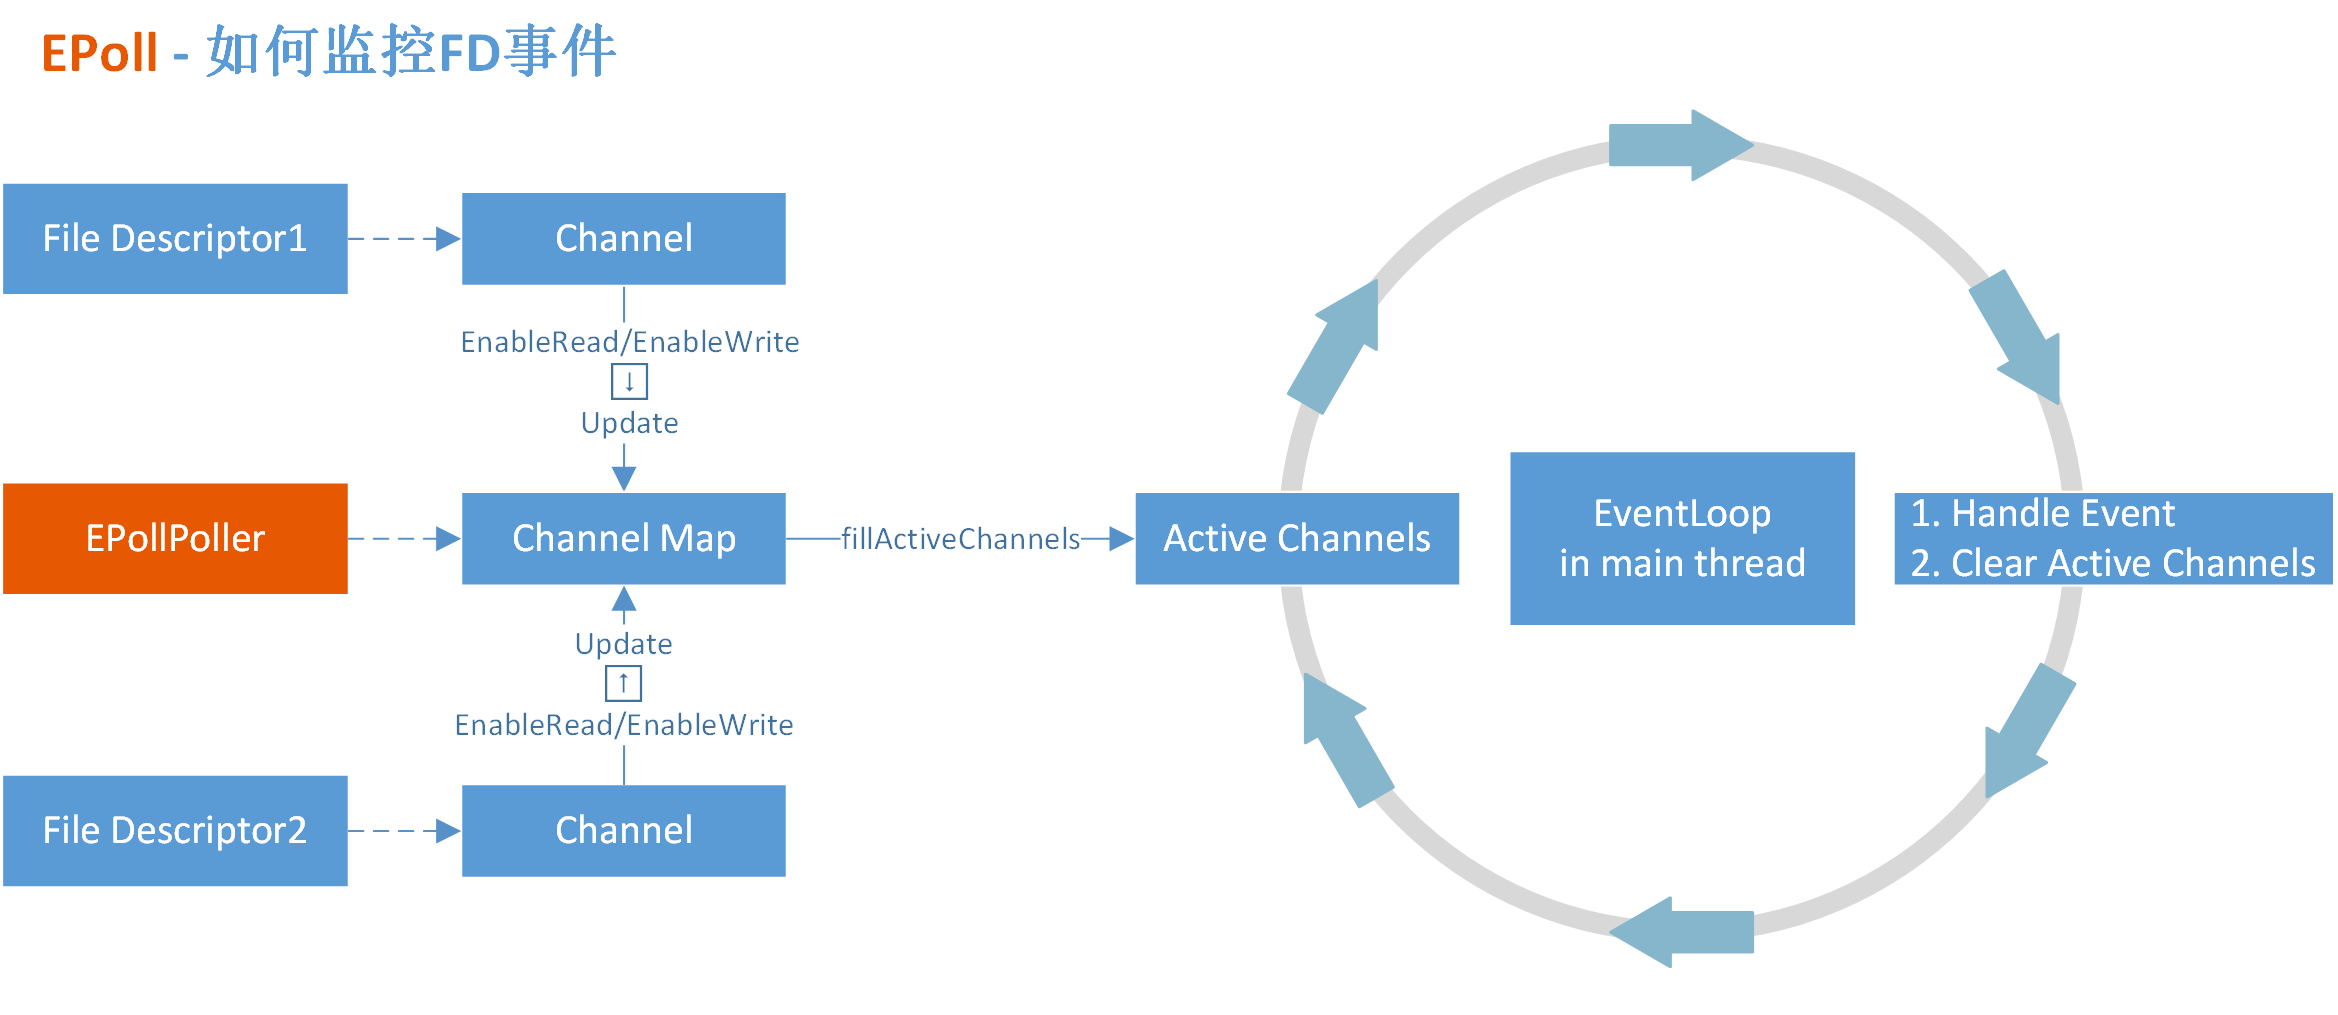 EPoll - 如何监控FD事件
File Descriptor1
Channel
EnableRead/EnableWrite
↓
Update
EPollPoller
Channel Map
fillActiveChannels
Active Channels
EventLoop
in main thread
1. Handle Event
2. Clear Active Channels
Update
↑
EnableRead/EnableWrite
File Descriptor2
Channel